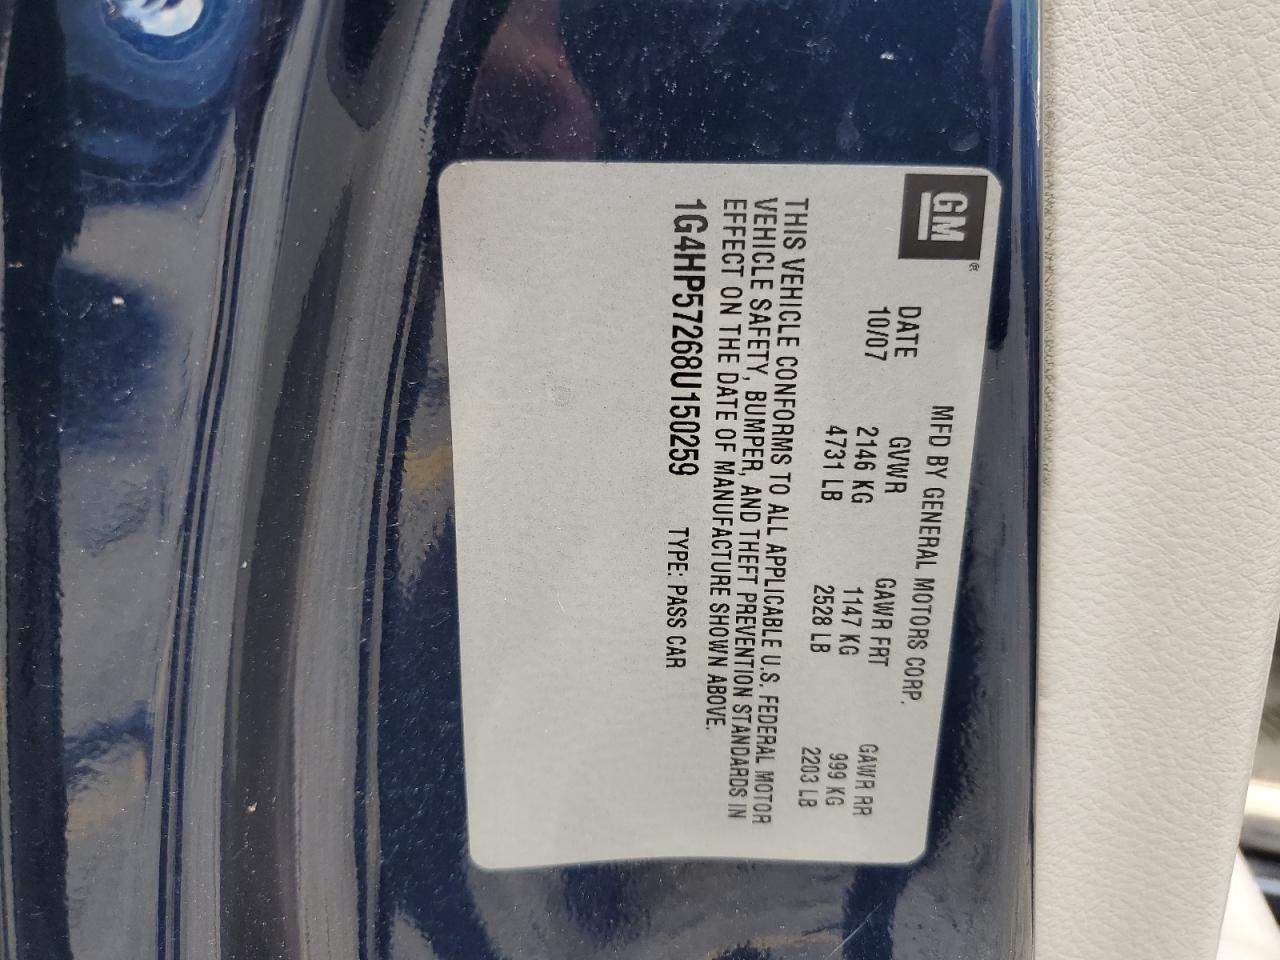 GM®
MFD BY GENERAL MOTORS CORP.
DATE GVWR GAWR FRT GAWR RR
10/07 2146 KG 1147 KG 999 KG
4731 LB 2528 LB 2203 LB
THIS VEHICLE CONFORMS TO ALL APPLICABLE U.S. FEDERAL MOTOR
VEHICLE SAFETY, BUMPER, AND THEFT PREVENTION STANDARDS IN
EFFECT ON THE DATE OF MANUFACTURE SHOWN ABOVE.
1G4HP57268U150259 TYPE: PASS CAR